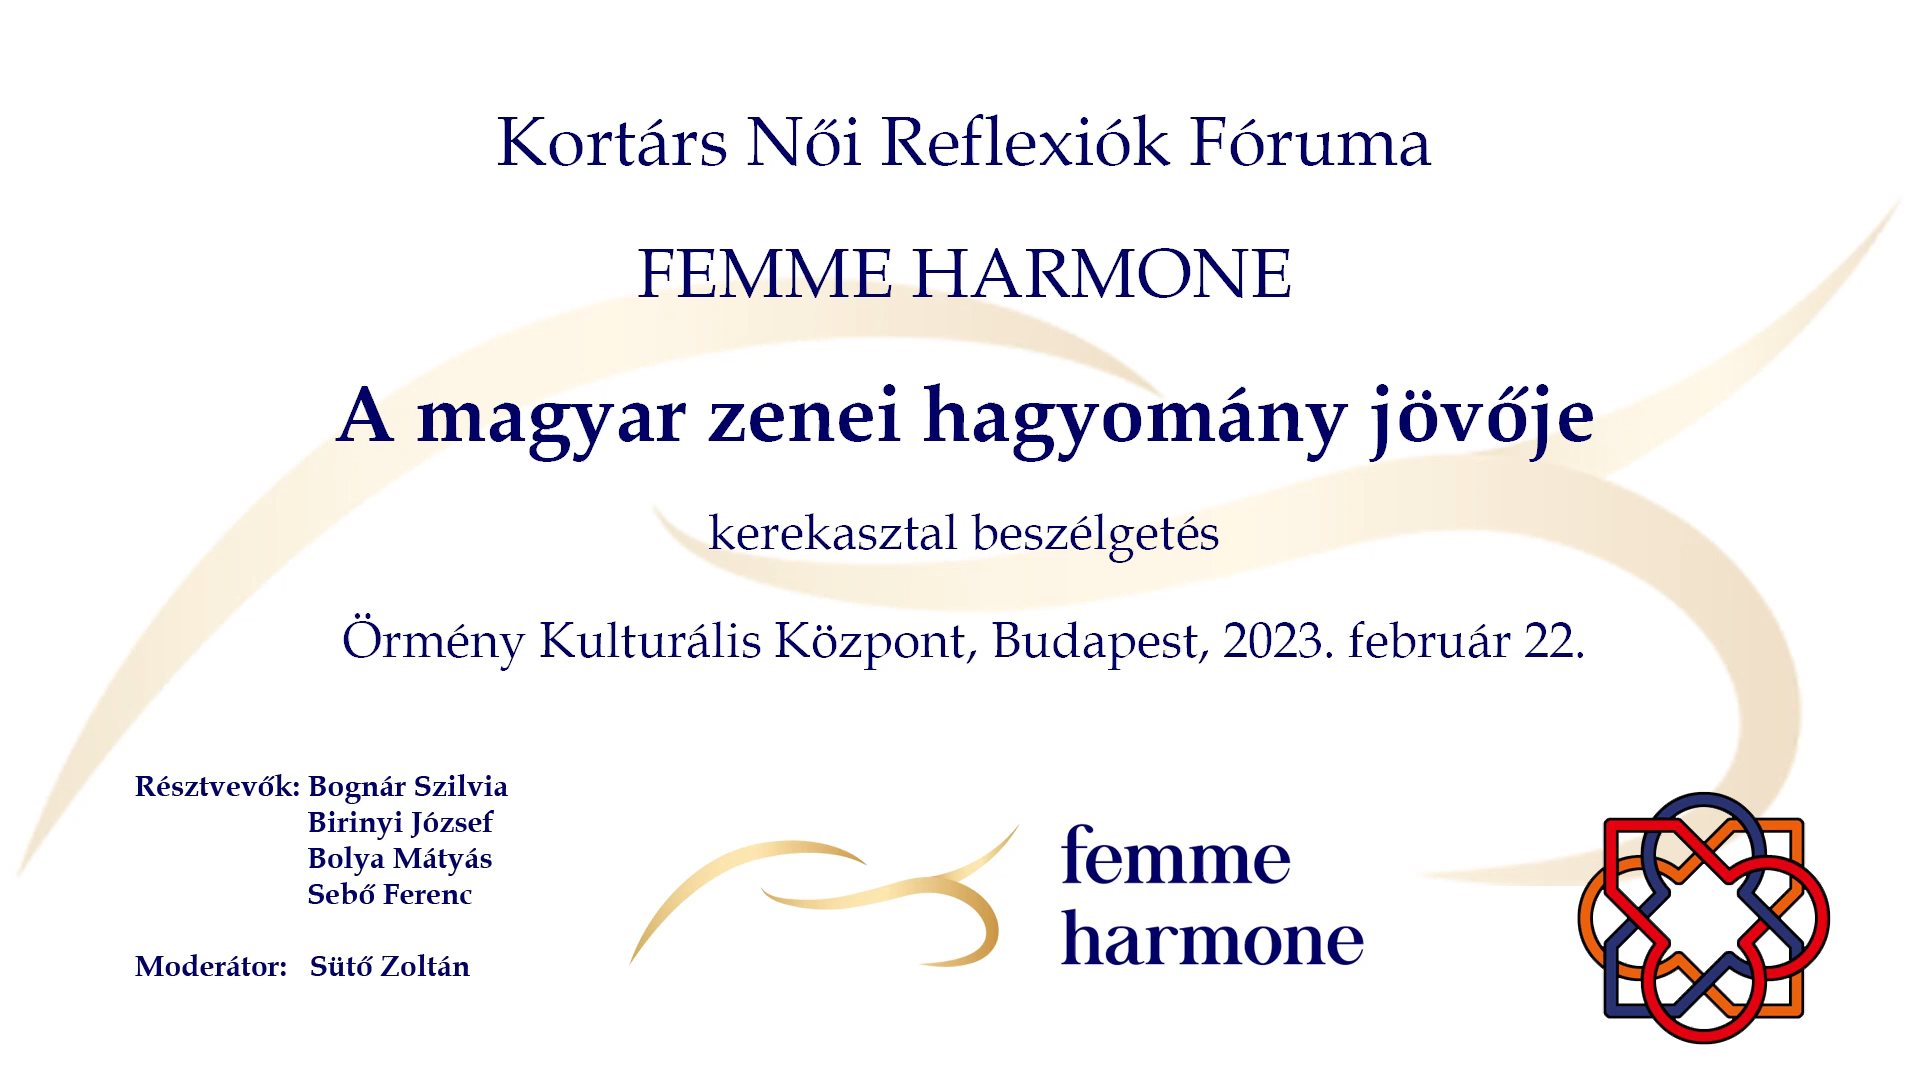 Kortárs Női Reflexiók Fóruma
FEMME HARMONE
A magyar zenei hagyomány jövője
kerekasztal beszélgetés
Örmény Kulturális Központ, Budapest, 2023. február 22.
Résztvevők: Bognár Szilvia
Birinyi József
Bolya Mátyás
Sebő Ferenc
Moderátor: Sütő Zoltán
femme
harmone